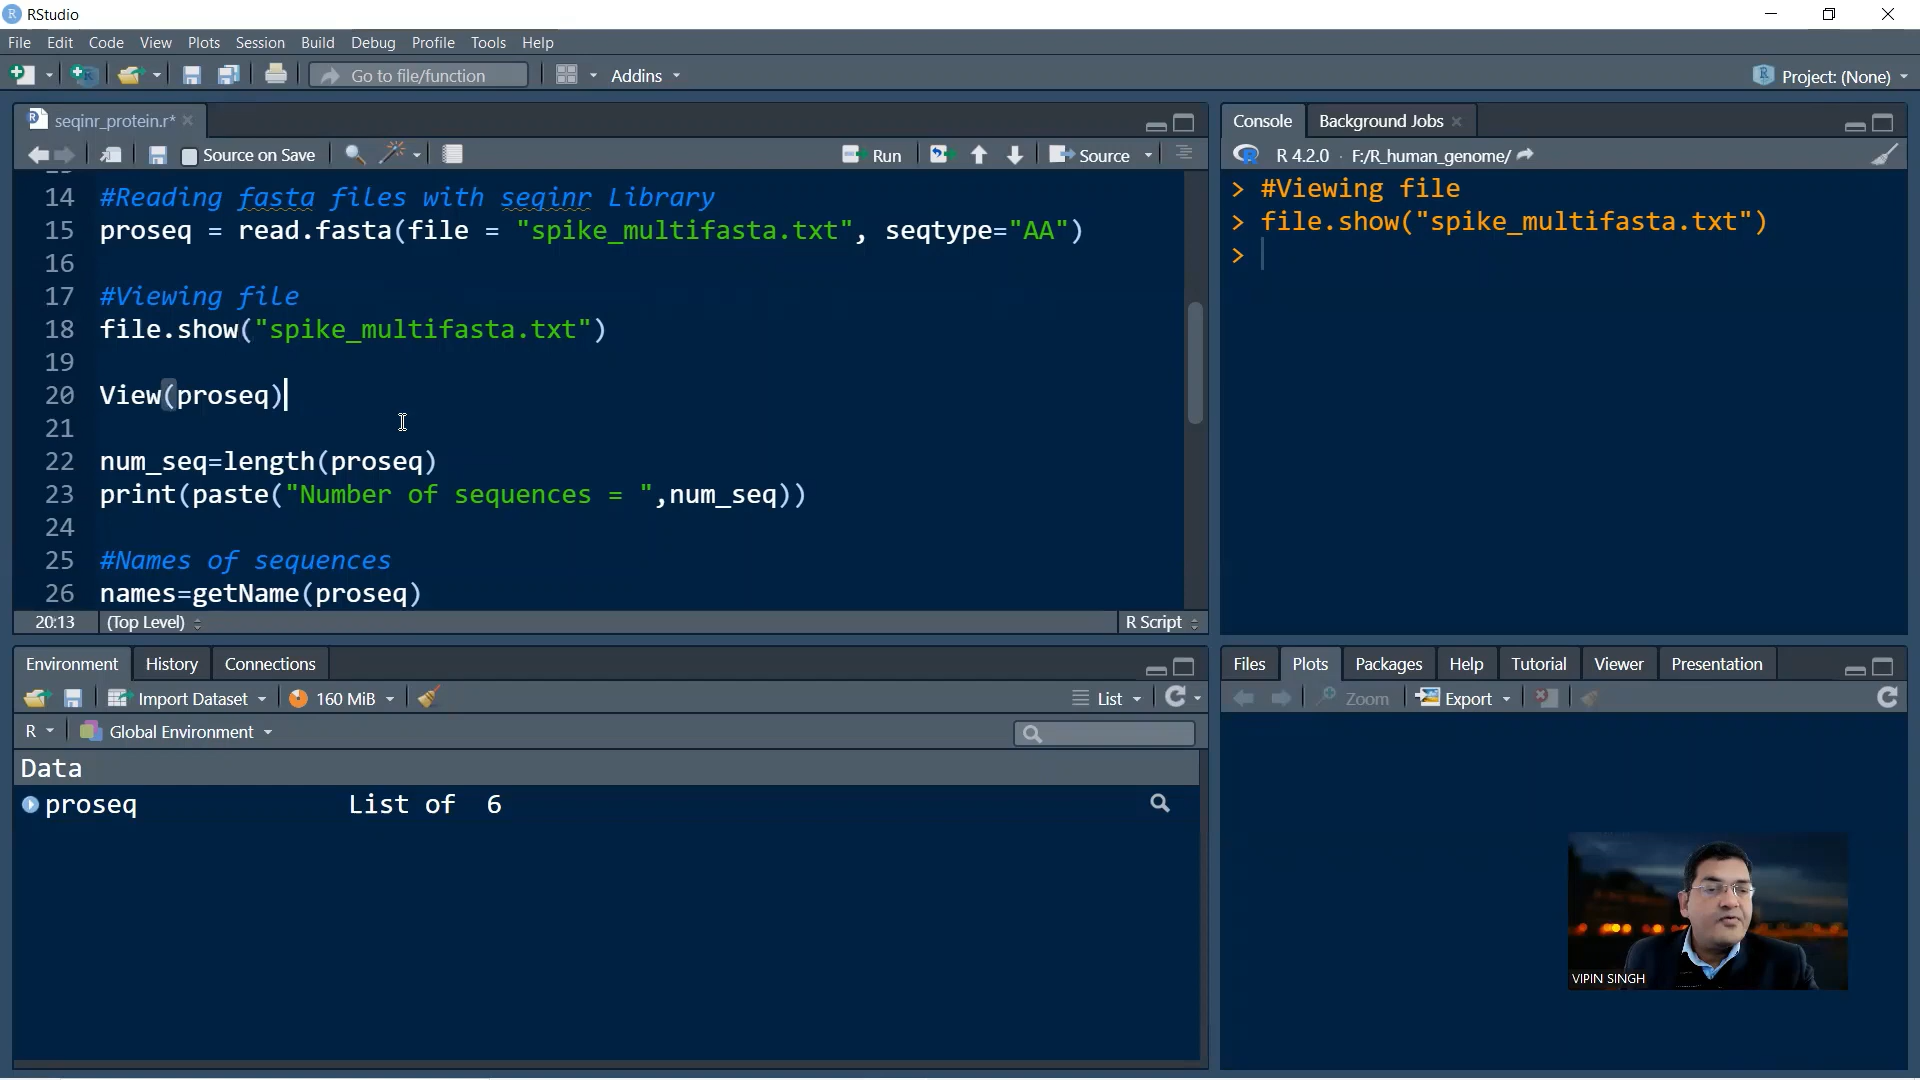 RStudio
File Edit Code View Plots Session Build Debug Profile Tools Help
Go to file/function Addins Project: (None)
seqinr_protein.r*
Source on Save Run Source
14 #Reading fasta files with seqinr Library
15 proseq = read.fasta(file = "spike_multifasta.txt", seqtype="AA")
16
17 #Viewing file
18 file.show("spike_multifasta.txt")
19
20 View(proseq)
21
22 num_seq=length(proseq)
23 print(paste("Number of sequences = ",num_seq))
24
25 #Names of sequences
26 names=getName(proseq)
20:13 (Top Level) R Script
Console Background Jobs
R 4.2.0 · F:/R_human_genome/
> #Viewing file
> file.show("spike_multifasta.txt")
>
Environment History Connections
Import Dataset 160 MiB List
R Global Environment
Data
proseq List of 6
Files Plots Packages Help Tutorial Viewer Presentation
Zoom Export
VIPIN SINGH